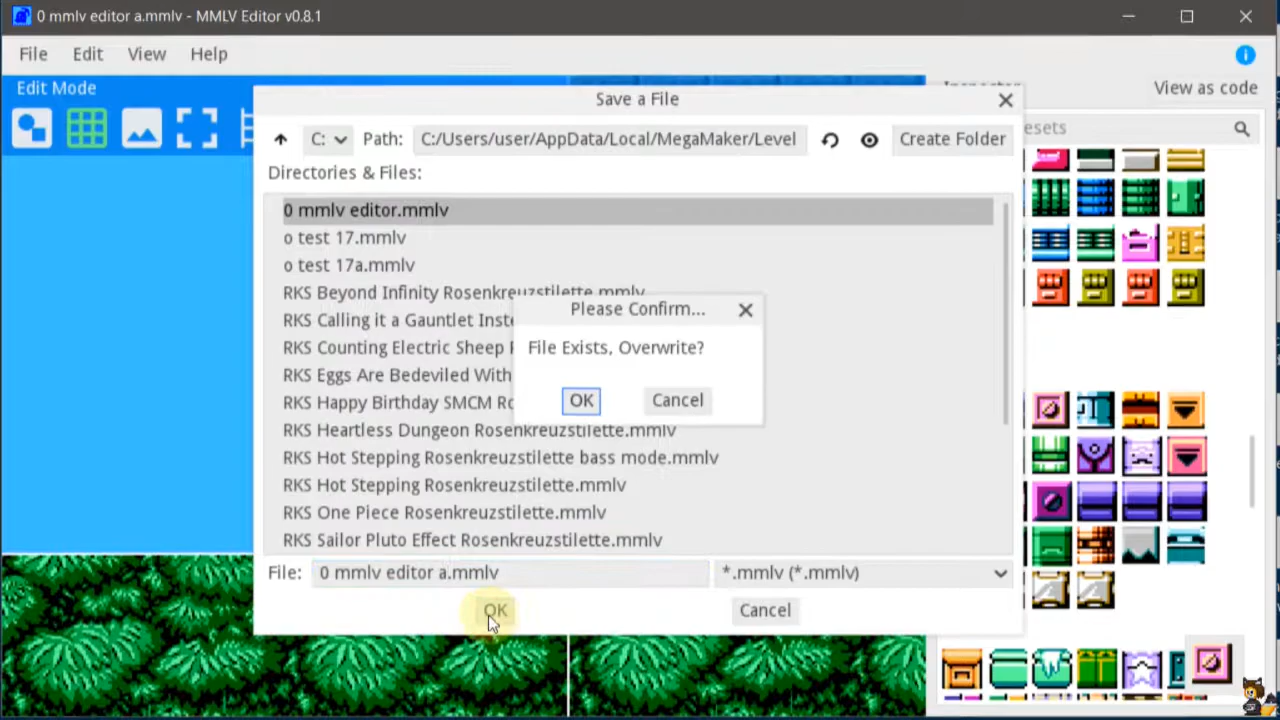 0 mmlv editor a.mmlv - MMLV Editor v0.8.1
File Edit View Help
Edit Mode
View as code
Save a File
C: Path: C:/Users/user/AppData/Local/MegaMaker/Level
Create Folder
esets
Directories & Files:
0 mmlv editor.mmlv
o test 17.mmlv
o test 17a.mmlv
RKS Beyond Infinity Rosenkreuzstilette.mmlv
RKS Calling it a Gauntlet Inste
RKS Counting Electric Sheep
RKS Eggs Are Bedeviled With
RKS Happy Birthday SMCM Ro
RKS Heartless Dungeon Rosenkreuzstilette.mmlv
RKS Hot Stepping Rosenkreuzstilette bass mode.mmlv
RKS Hot Stepping Rosenkreuzstilette.mmlv
RKS One Piece Rosenkreuzstilette.mmlv
RKS Sailor Pluto Effect Rosenkreuzstilette.mmlv
Please Confirm...
File Exists, Overwrite?
OK Cancel
File: 0 mmlv editor a.mmlv *.mmlv (*.mmlv)
OK Cancel